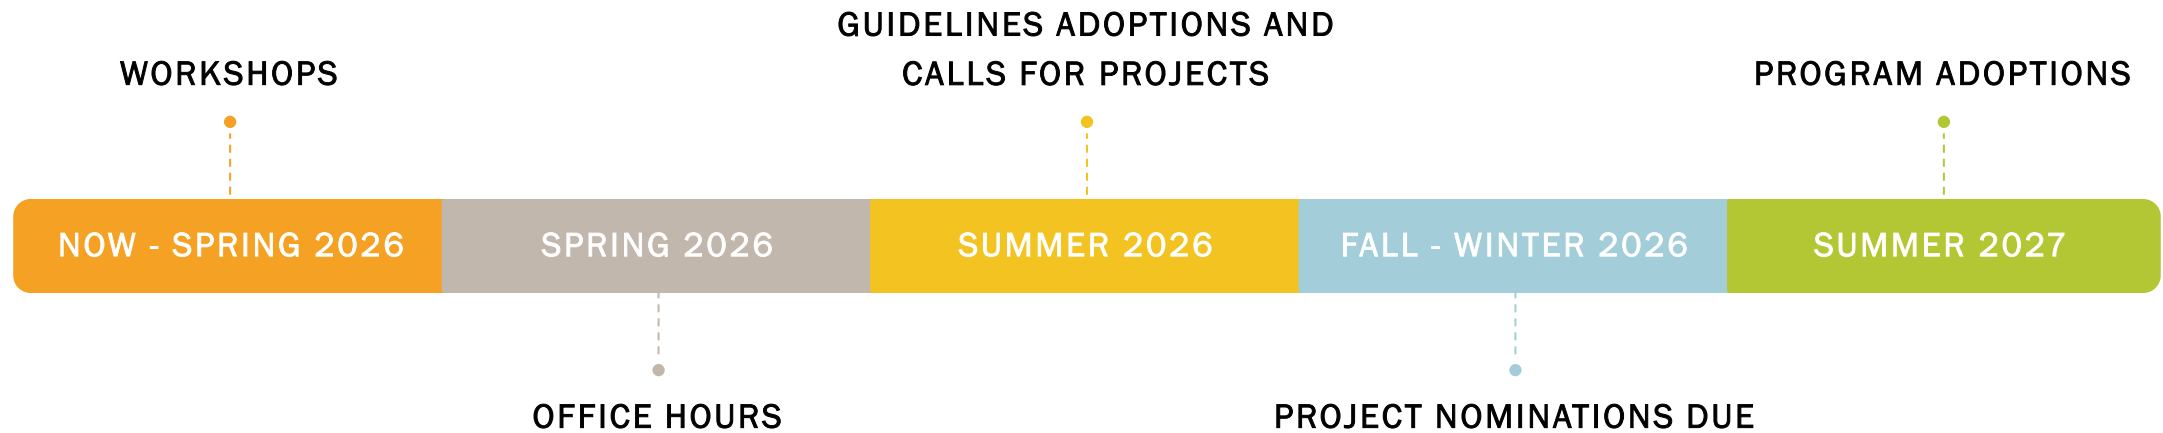 GUIDELINES ADOPTIONS AND
CALLS FOR PROJECTS
WORKSHOPS
PROGRAM ADOPTIONS
NOW - SPRING 2026
SPRING 2026
SUMMER 2026
FALL - WINTER 2026
SUMMER 2027
OFFICE HOURS
PROJECT NOMINATIONS DUE